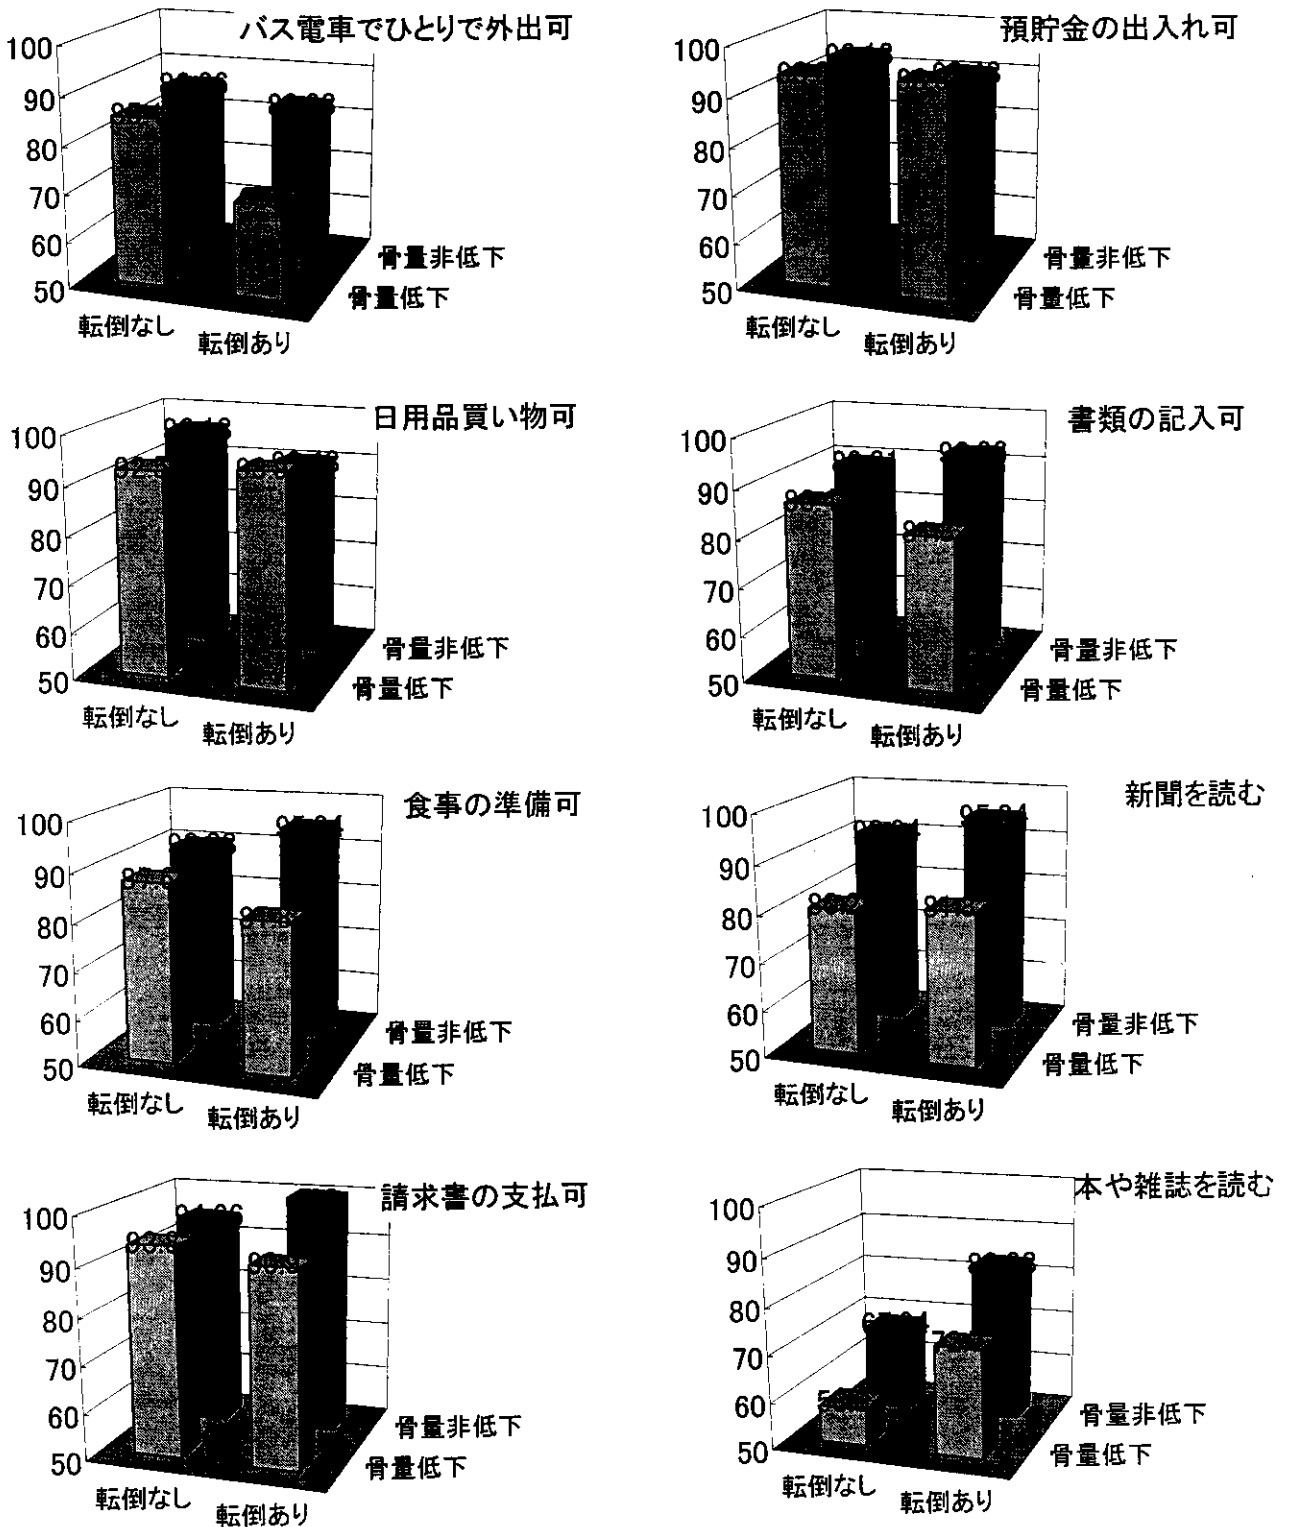 バス電車でひとりで外出可
100
90
80
70
60
50
骨量非低下
骨量低下
転倒なし
転倒あり
預貯金の出入れ可
100
90
80
70
60
50
骨量非低下
骨量低下
転倒なし
転倒あり
日用品買い物可
100
90
80
70
60
50
骨量非低下
骨量低下
転倒なし
転倒あり
書類の記入可
100
90
80
70
60
50
骨量非低下
骨量低下
転倒なし
転倒あり
食事の準備可
100
90
80
70
60
50
骨量非低下
骨量低下
転倒なし
転倒あり
新聞を読む
100
90
80
70
60
50
骨量非低下
骨量低下
転倒なし
転倒あり
請求書の支払可
100
90
80
70
60
50
骨量非低下
骨量低下
転倒なし
転倒あり
本や雑誌を読む
100
90
80
70
60
50
骨量非低下
骨量低下
転倒なし
転倒あり